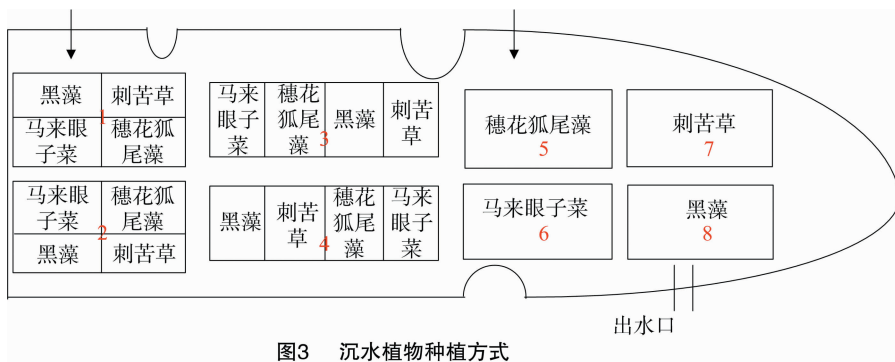 黑藻
刺苦草
1
马来眼
子菜
穗花狐
尾藻
马来眼
子菜
穗花狐
尾藻
2
黑藻
刺苦草
马来
眼子
菜
穗花
狐尾
藻
黑藻
刺苦
草
3
黑藻
刺苦
草
穗花
狐尾
藻
马来
眼子
菜
4
穗花狐尾藻
5
马来眼子菜
6
刺苦草
7
黑藻
8
出水口
图3 沉水植物种植方式